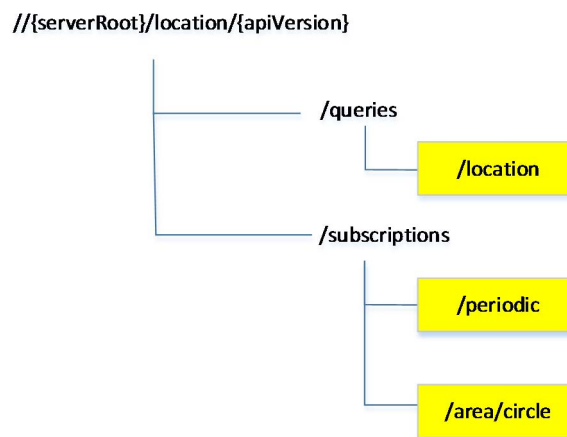 //{serverRoot}/location/{apiVersion}
/queries
/location
/subscriptions
/periodic
/area/circle